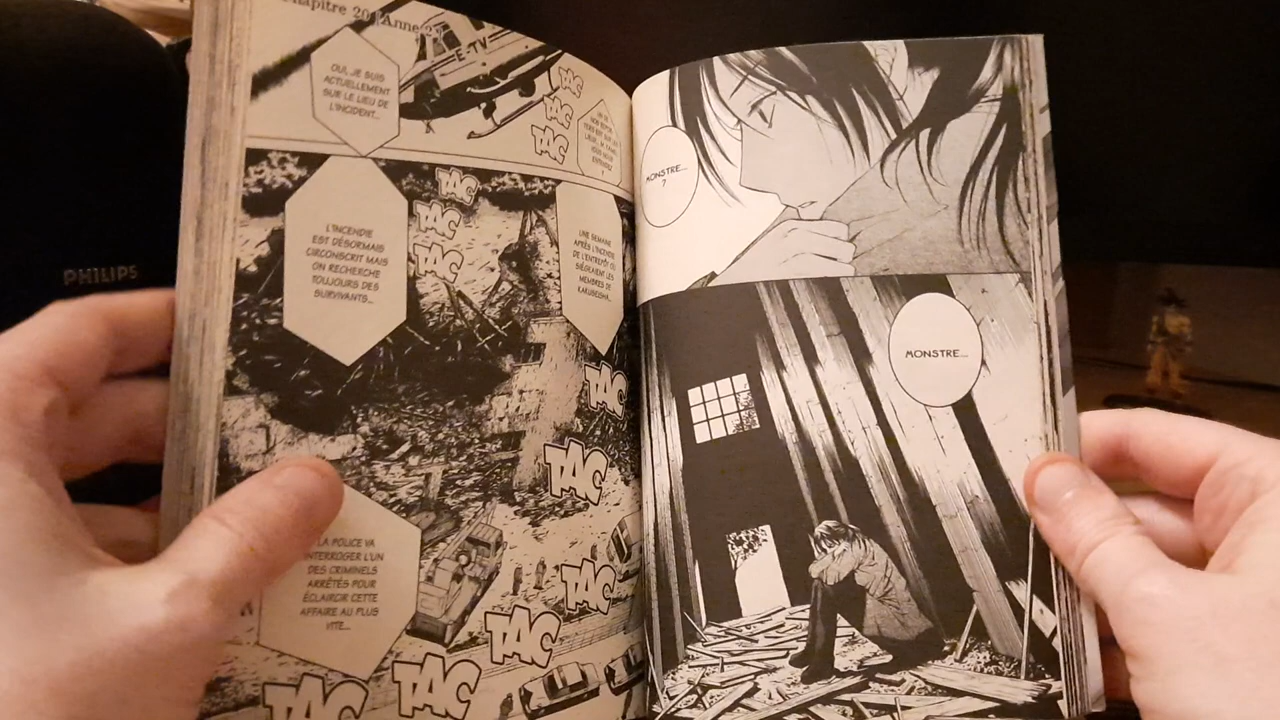 Chapitre 20 [Anne 2
E-TV
OUI, JE SUIS
ACTUELLEMENT
SUR LE LIEU DE
L'INCIDENT...
TAC
TAC
TAC
UNE SEMAINE
APRÈS L'INCENDIE
DE L'ENTREPÔT OÙ
SIÉGEAIENT LES
MEMBRES DE
KAKUSEISHA...
TAC
TAC
TAC
L'INCENDIE
EST DÉSORMAIS
CIRCONSCRIT MAIS
ON RECHERCHE
TOUJOURS DES
SURVIVANTS...
TAC
TAC
TAC
LA POLICE VA
INTERROGER L'UN
DES CRIMINELS
ARRÊTÉS POUR
ÉCLAIRCIR CETTE
AFFAIRE AU PLUS
VITE...
TAC
TAC
TAC
MONSTRE...
?
MONSTRE...
PHILIPS